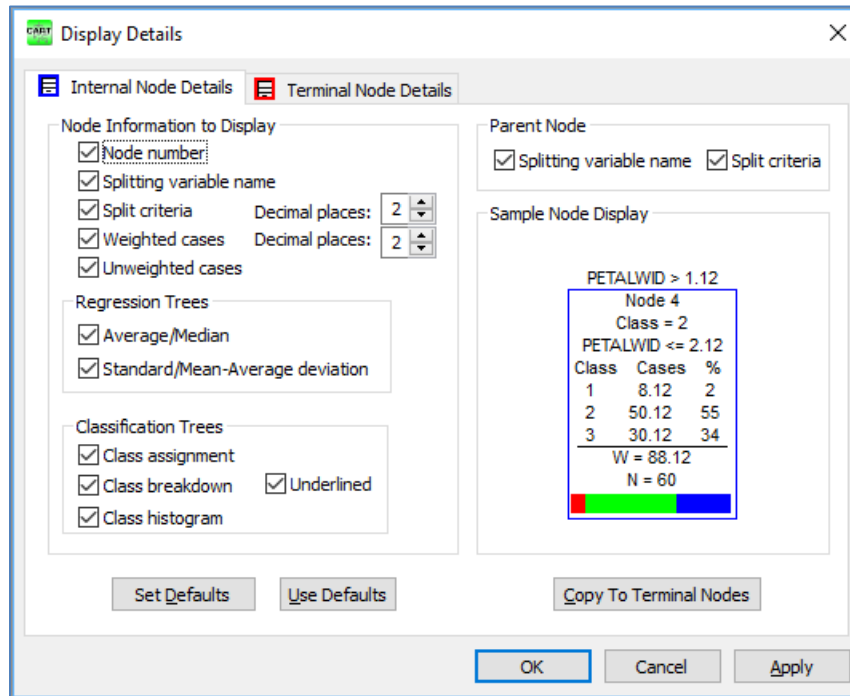 CART
Display Details
Internal Node Details
Terminal Node Details
Node Information to Display
Node number
Splitting variable name
Split criteria Decimal places: 2
Weighted cases Decimal places: 2
Unweighted cases
Regression Trees
Average/Median
Standard/Mean-Average deviation
Classification Trees
Class assignment
Class breakdown Underlined
Class histogram
Parent Node
Splitting variable name Split criteria
Sample Node Display
PETALWID > 1.12
Node 4
Class = 2
PETALWID <= 2.12
Class Cases %
1 8.12 2
2 50.12 55
3 30.12 34
W = 88.12
N = 60
Set Defaults Use Defaults Copy To Terminal Nodes
OK Cancel Apply